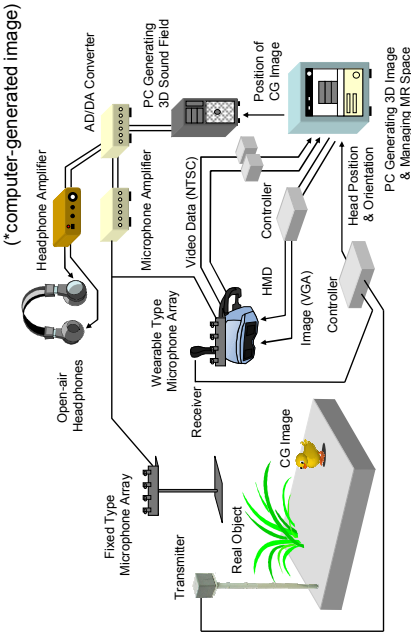 (*computer-generated image)
Headphone Amplifier
Open-air
Headphones
AD/DA Converter
Fixed Type
Microphone Array
Wearable Type
Microphone Array
Microphone Amplifier
PC Generating
3D Sound Field
Transmitter
Receiver
Video Data (NTSC)
Real Object
HMD
Controller
Position of
CG Image
CG Image
Image (VGA)
Controller
Head Position
& Orientation
PC Generating 3D Image
& Managing MR Space